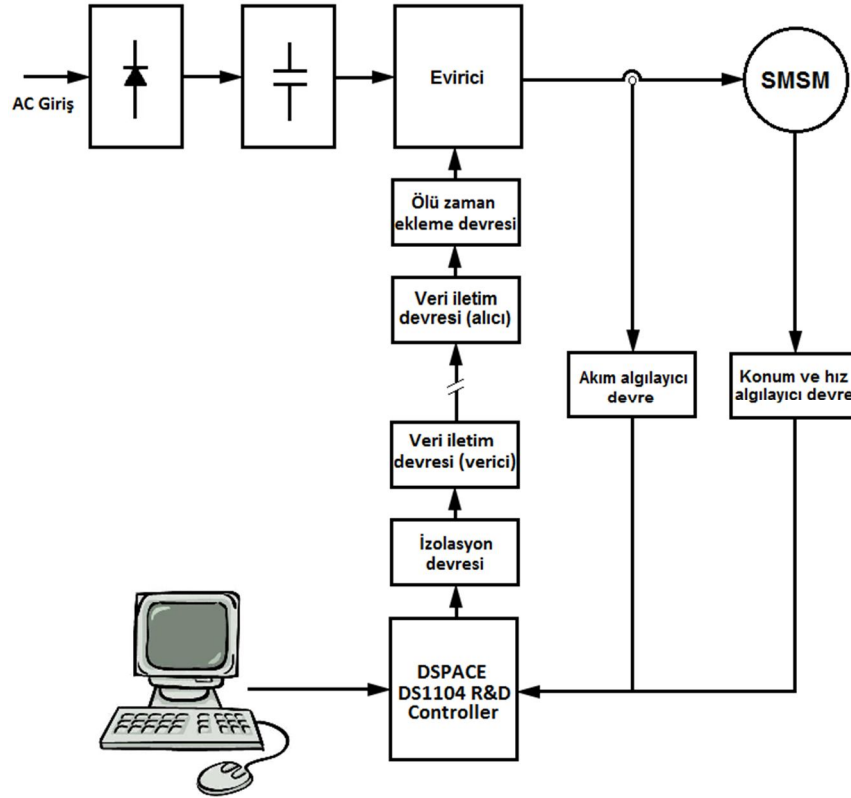 AC Giriş
Evirici
SMSM
Ölü zaman
ekleme devresi
Veri iletim
devresi (alıcı)
Akım algılayıcı
devre
Konum ve hız
algılayıcı devre
Veri iletim
devresi (verici)
İzolasyon
devresi
DSPACE
DS1104 R&D
Controller